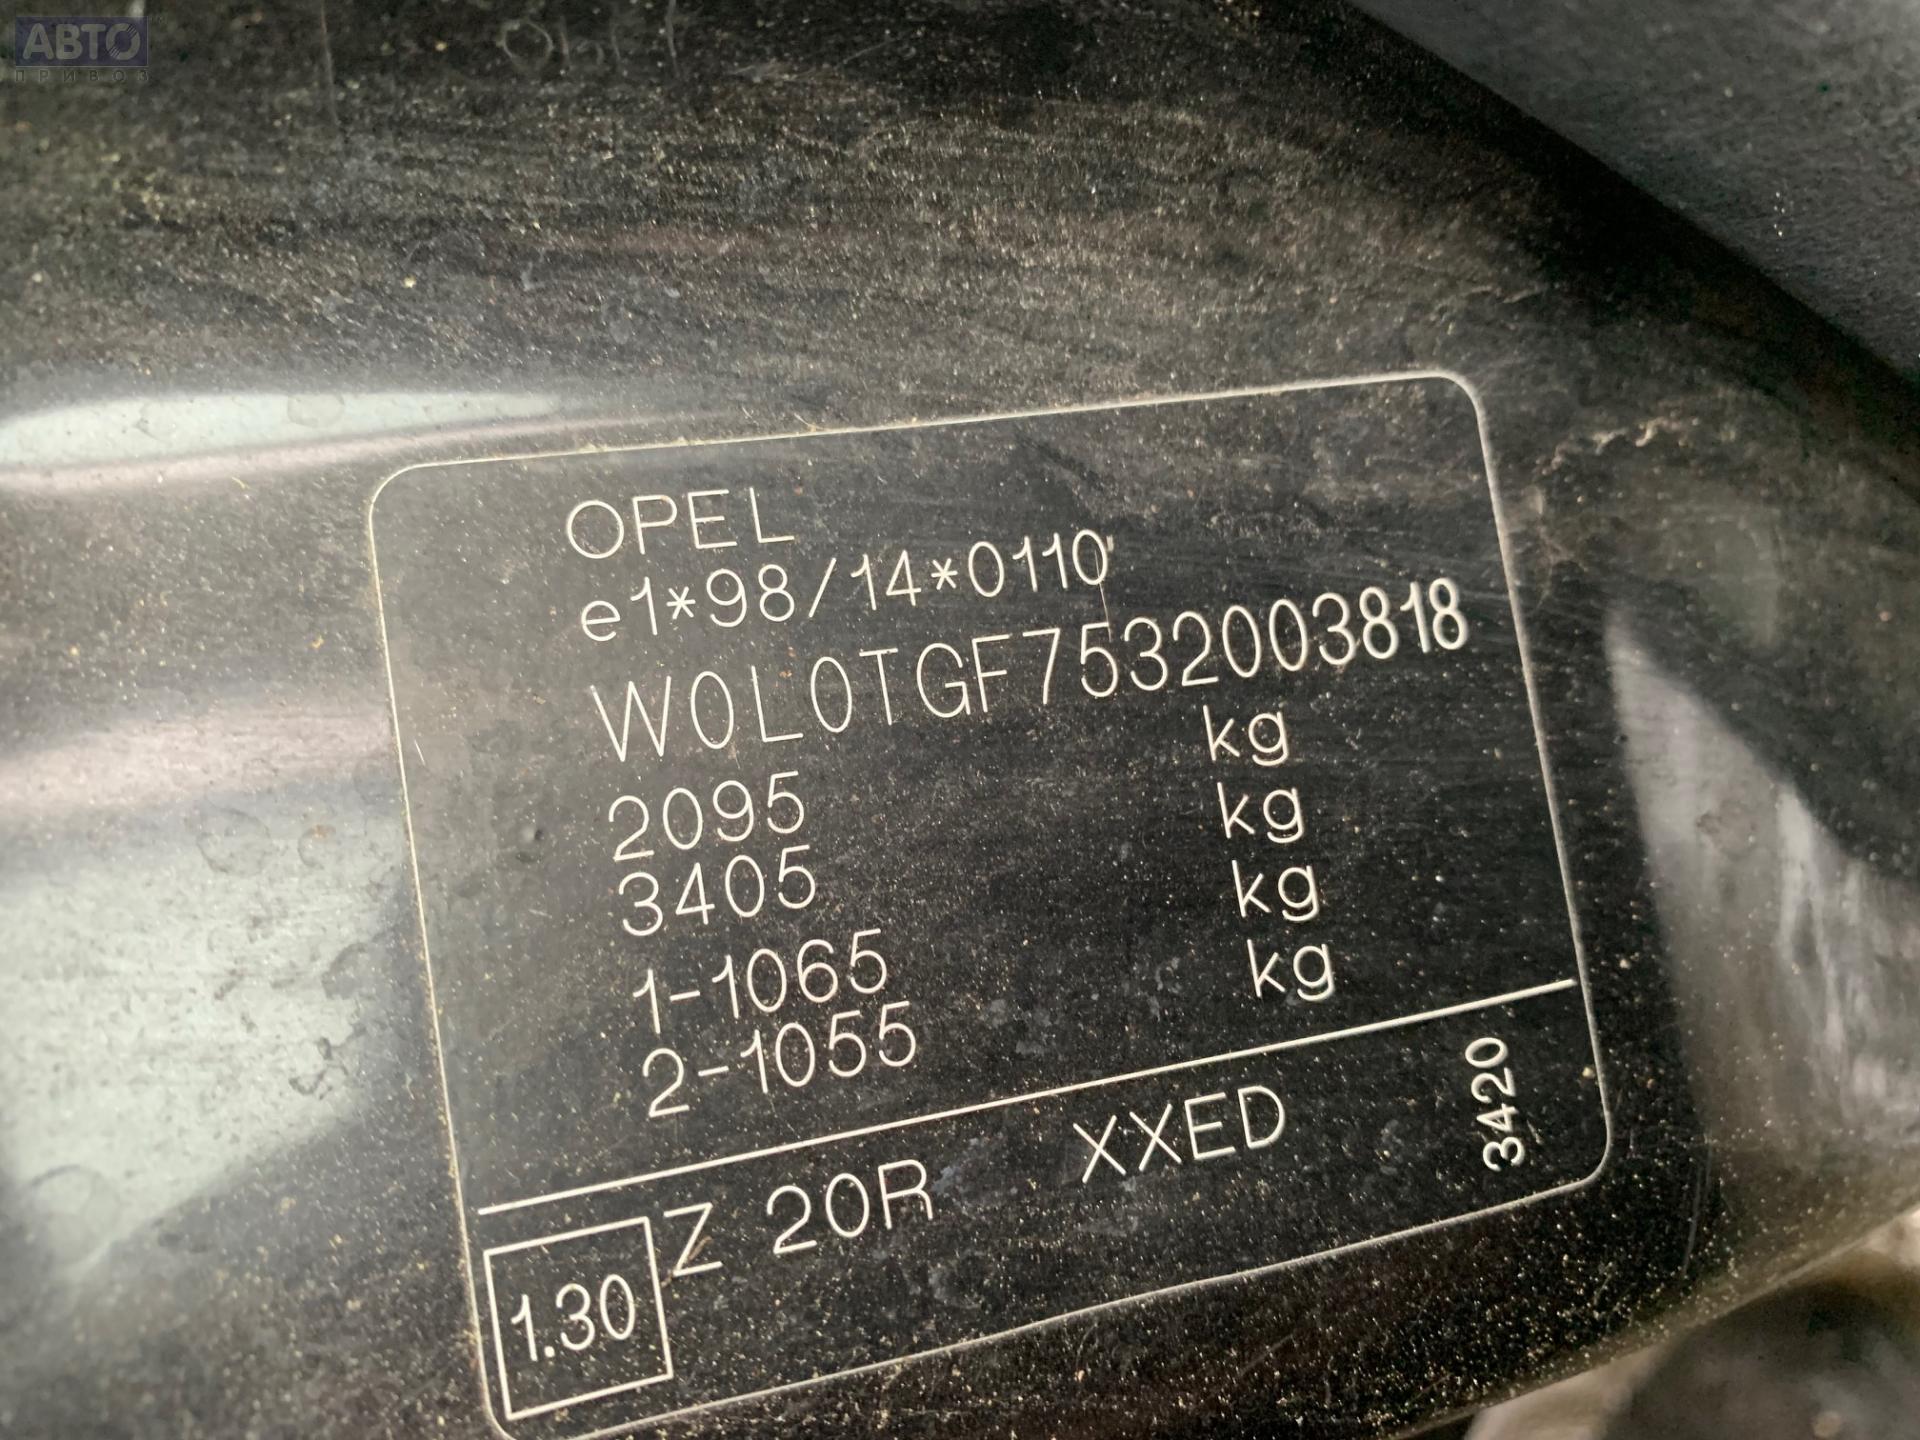 АВТО
ПРИВОЗ
OPEL
e1*98/14*0110*
W0L0TGF7532003818
2095 kg
3405 kg
1-1065 kg
2-1055 kg
1.30 Z 20R XXED 3420